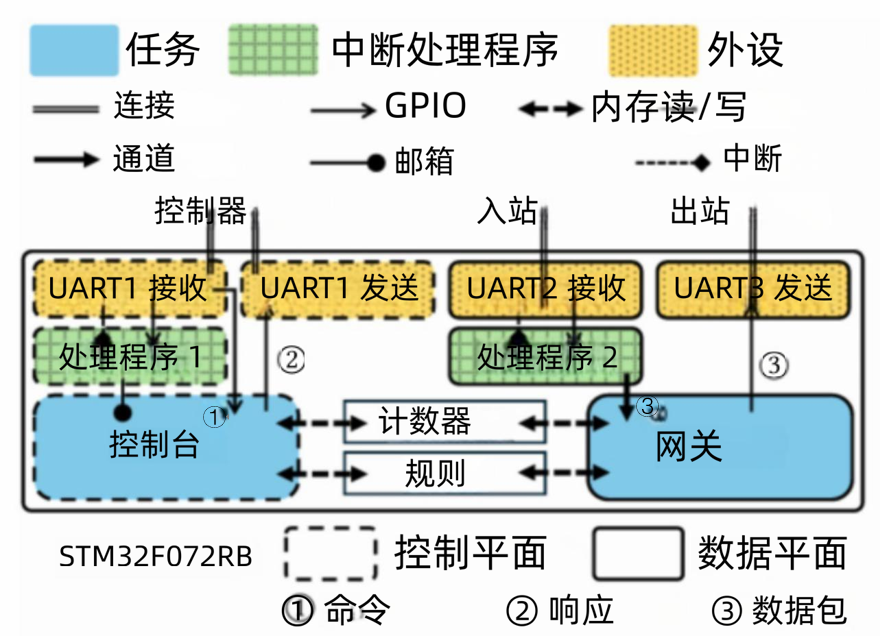 任务 中断处理程序 外设
连接 GPIO 内存读/写
通道 邮箱 中断
控制器 入站 出站
UART1 接收 UART1 发送 UART2 接收 UART3 发送
处理程序 1 ② 处理程序 2 ③
① 计数器 ③
控制台 规则 网关
STM32F072RB 控制平面 数据平面
① 命令 ② 响应 ③ 数据包